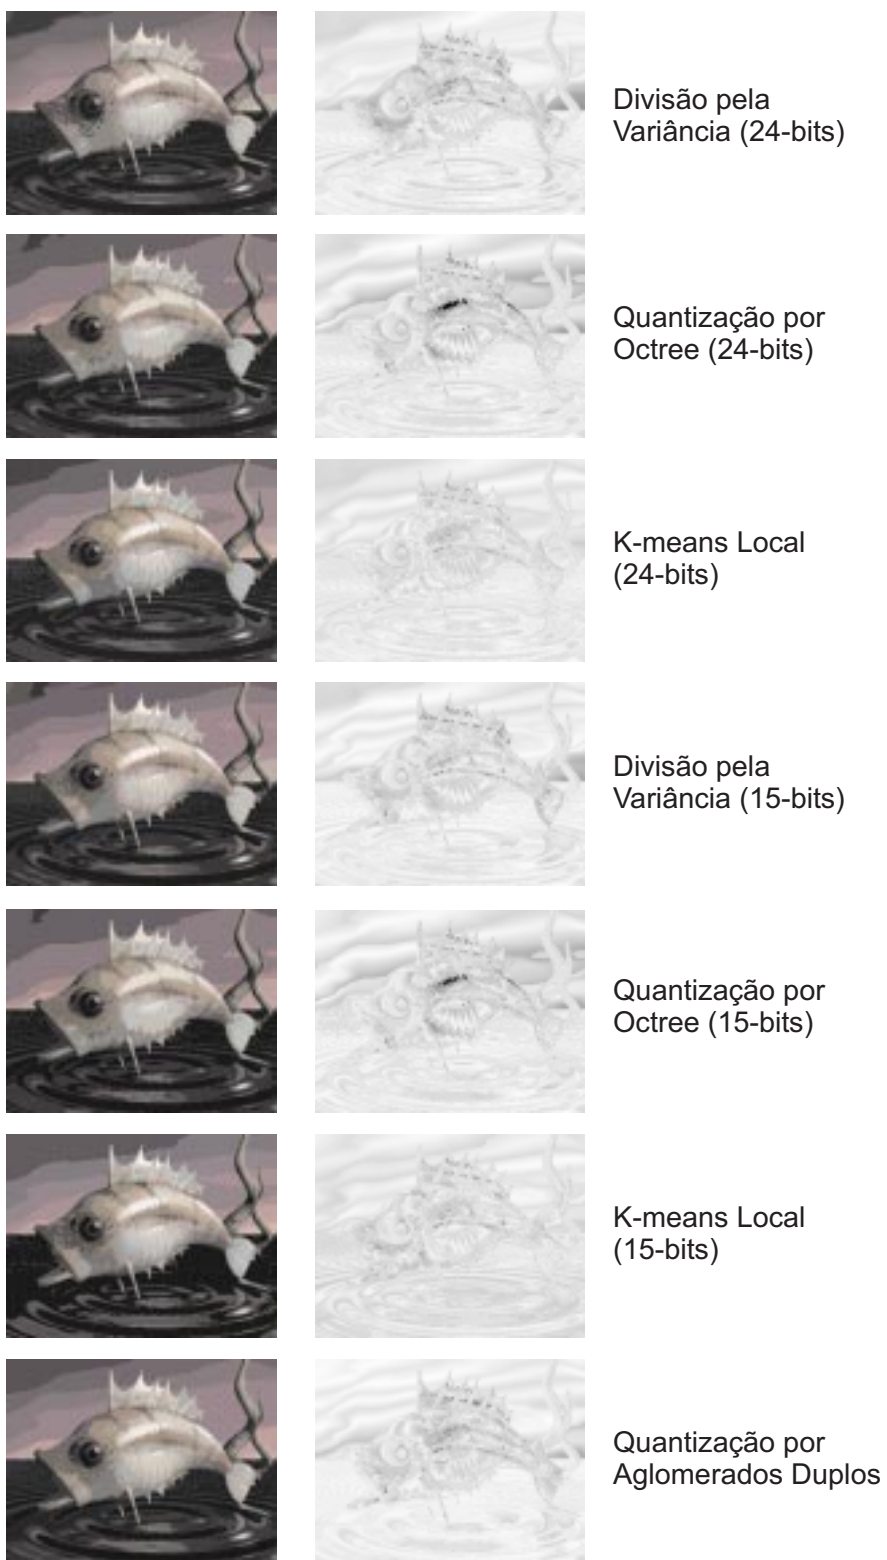 Divisão pela
Variância (24-bits)
Quantização por
Octree (24-bits)
K-means Local
(24-bits)
Divisão pela
Variância (15-bits)
Quantização por
Octree (15-bits)
K-means Local
(15-bits)
Quantização por
Aglomerados Duplos